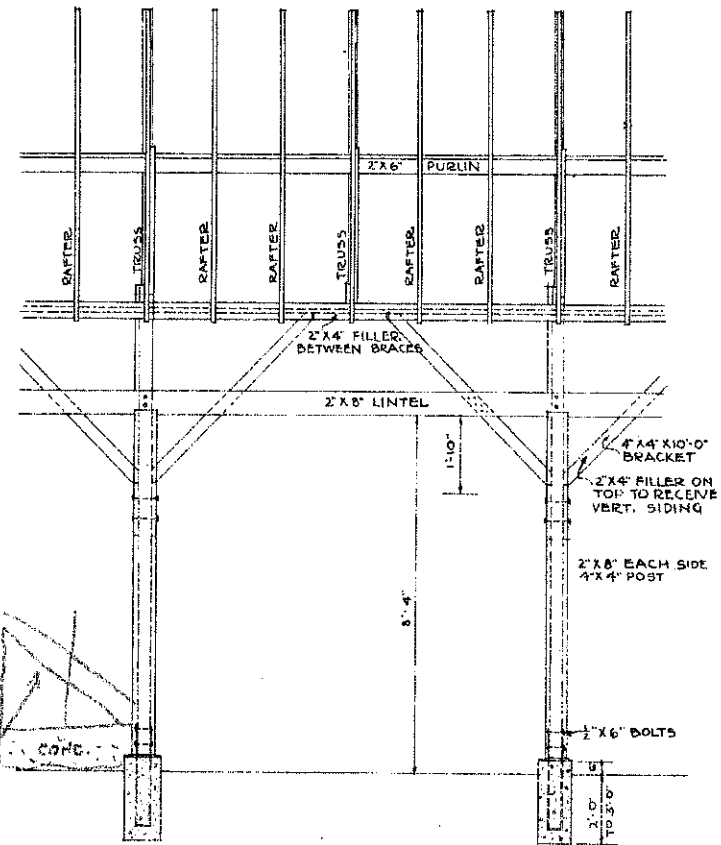 2"X6" PURLIN
RAFTER
TRUSS
RAFTER
RAFTER
TRUSS
RAFTER
RAFTER
TRUSS
RAFTER
2"X4" FILLER
BETWEEN BRACES
2"X8" LINTEL
1'-10"
4"X4"X10'-0"
BRACKET
2"X4" FILLER ON
TOP TO RECEIVE
VERT. SIDING
2"X8" EACH SIDE
4"X4" POST
8'-4"
1/2"X6" BOLTS
CONC.
6"
2'-0"
TO 3'-0"